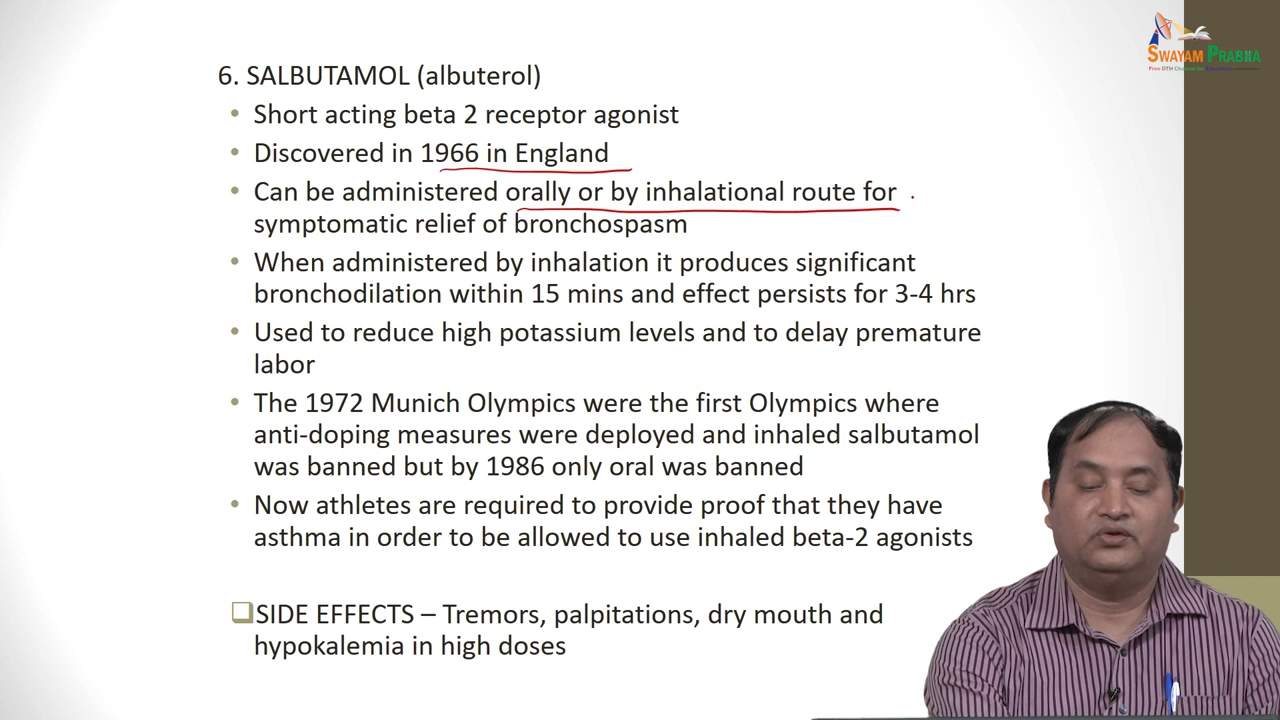 SWAYAM PRABHA
Free DTH Channel for Education
6. SALBUTAMOL (albuterol)
• Short acting beta 2 receptor agonist
• Discovered in 1966 in England
• Can be administered orally or by inhalational route for
symptomatic relief of bronchospasm
• When administered by inhalation it produces significant
bronchodilation within 15 mins and effect persists for 3-4 hrs
• Used to reduce high potassium levels and to delay premature
labor
• The 1972 Munich Olympics were the first Olympics where
anti-doping measures were deployed and inhaled salbutamol
was banned but by 1986 only oral was banned
• Now athletes are required to provide proof that they have
asthma in order to be allowed to use inhaled beta-2 agonists
❑SIDE EFFECTS – Tremors, palpitations, dry mouth and
hypokalemia in high doses